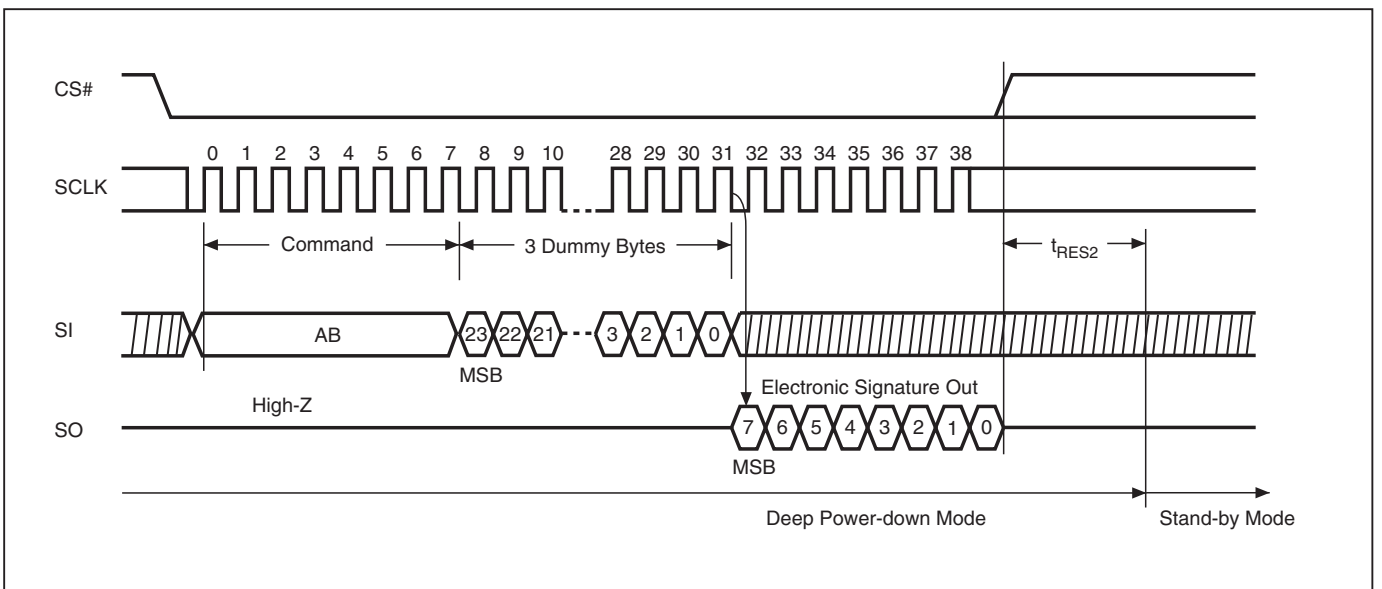 CS#
0 1 2 3 4 5 6 7 8 9 10 28 29 30 31 32 33 34 35 36 37 38
SCLK
Command
3 Dummy Bytes
tRES2
SI
AB
23 22 21 3 2 1 0
MSB
High-Z
Electronic Signature Out
SO
7 6 5 4 3 2 1 0
MSB
Deep Power-down Mode
Stand-by Mode